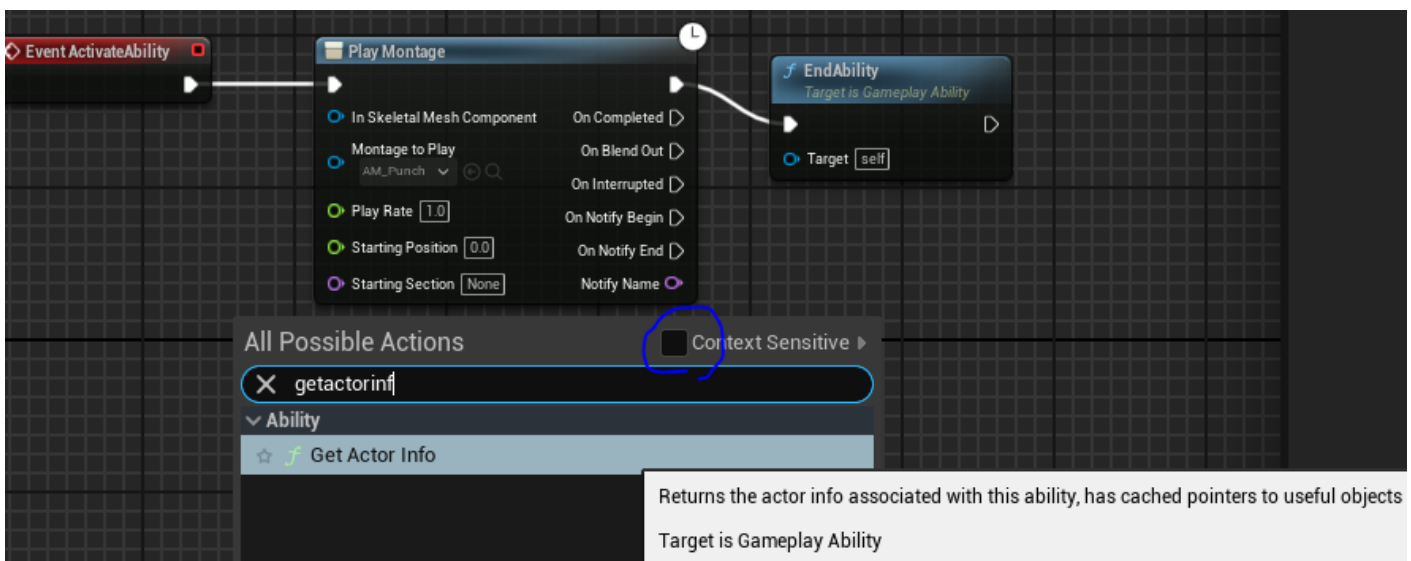 Event ActivateAbility
Play Montage
In Skeletal Mesh Component
On Completed
Montage to Play
AM_Punch
On Blend Out
On Interrupted
Play Rate 1.0
On Notify Begin
Starting Position 0.0
On Notify End
Starting Section None
Notify Name
f EndAbility
Target is Gameplay Ability
Target self
All Possible Actions
Context Sensitive
getactorinf
Ability
f Get Actor Info
Returns the actor info associated with this ability, has cached pointers to useful objects
Target is Gameplay Ability